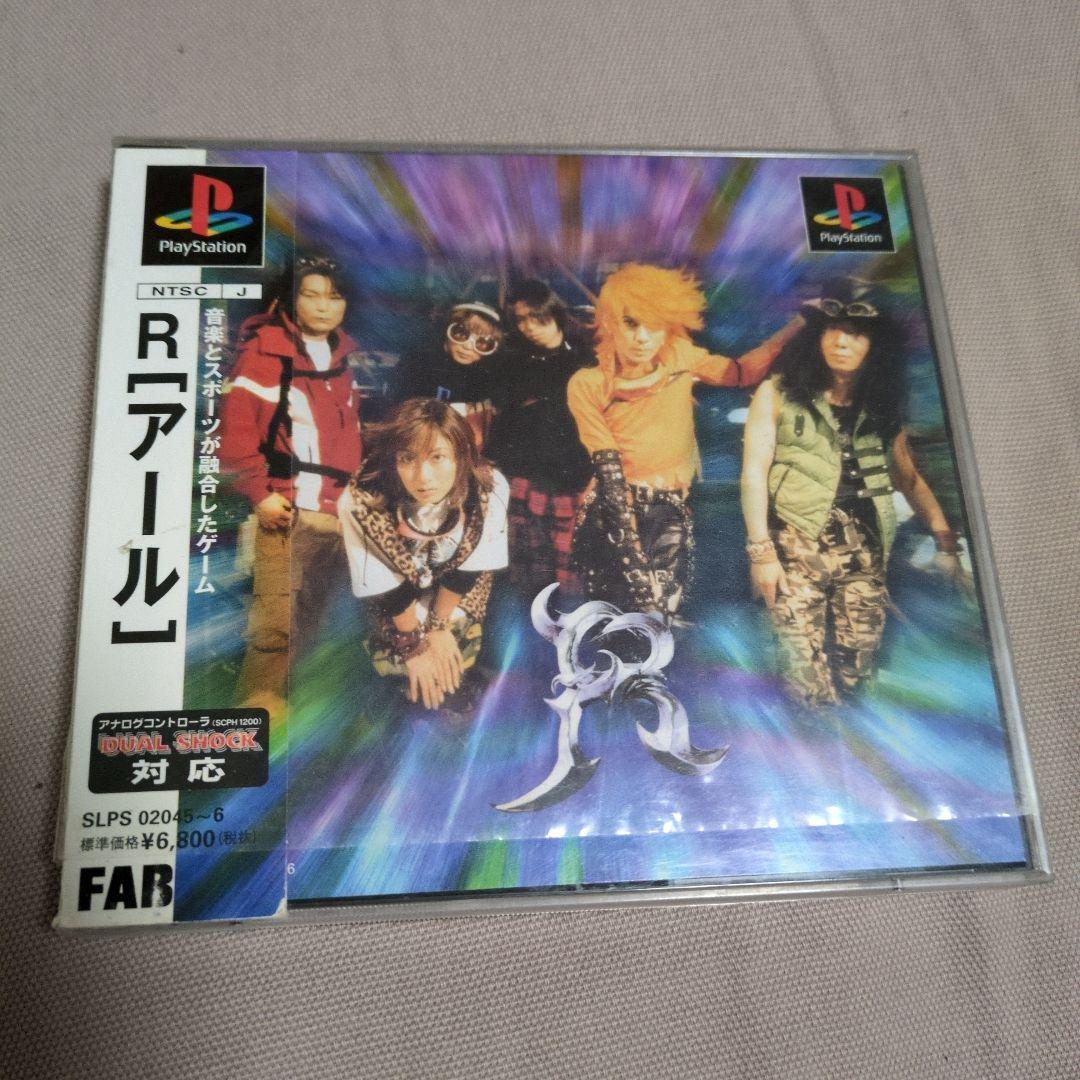 PlayStation
NTSC J
R[アール]
音楽とスポーツが融合したゲーム
アナログコントローラ(SCPH1200)
DUAL SHOCK
対応
SLPS 02045~6
標準価格¥6,800(税抜)
FAB
6
PlayStation
R